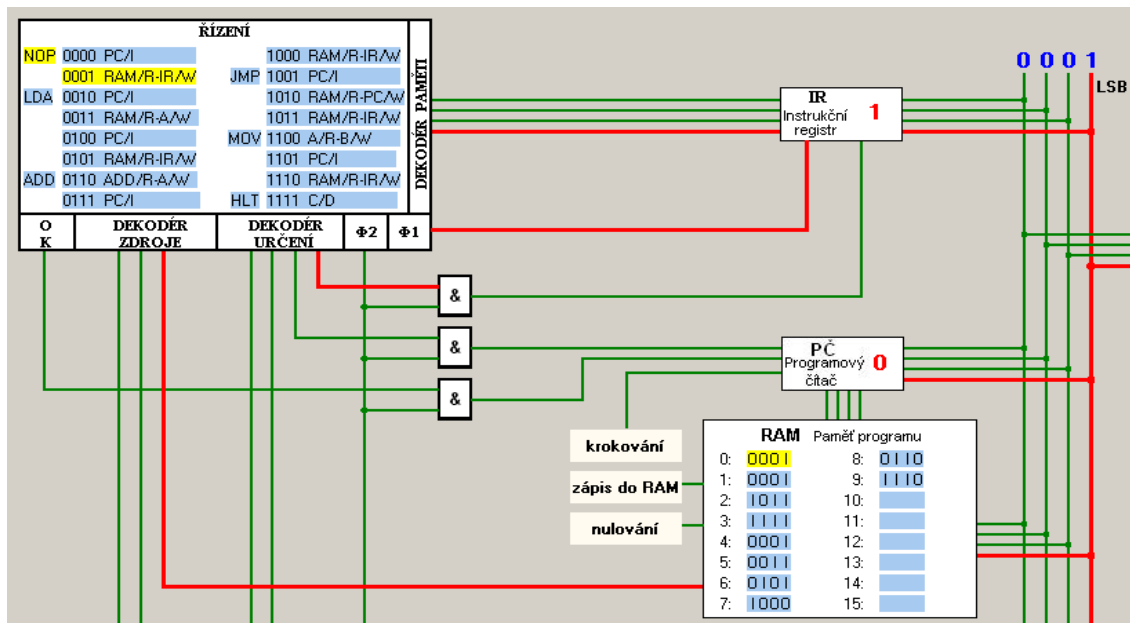 ŘÍZENÍ
NOP 0000 PC/I
0001 RAM/R-IR/W
LDA 0010 PC/I
0011 RAM/R-A/W
0100 PC/I
0101 RAM/R-IR/W
ADD 0110 ADD/R-A/W
0111 PC/I
1000 RAM/R-IR/W
JMP 1001 PC/I
1010 RAM/R-PC/W
1011 RAM/R-IR/W
MOV 1100 A/R-B/W
1101 PC/I
1110 RAM/R-IR/W
HLT 1111 C/D
DEKODÉR PAMĚTI
O
K
DEKODÉR
ZDROJE
DEKODÉR
URČENÍ
Φ2
Φ1
0 0 0 1
LSB
IR
Instrukční
registr
1
&
&
&
PČ
Programový
čítač
0
krokování
zápis do RAM
nulování
RAM Paměť programu
0: 0001
1: 0001
2: 1011
3: 1111
4: 0001
5: 0011
6: 0101
7: 1000
8: 0110
9: 1110
10:
11:
12:
13:
14:
15: